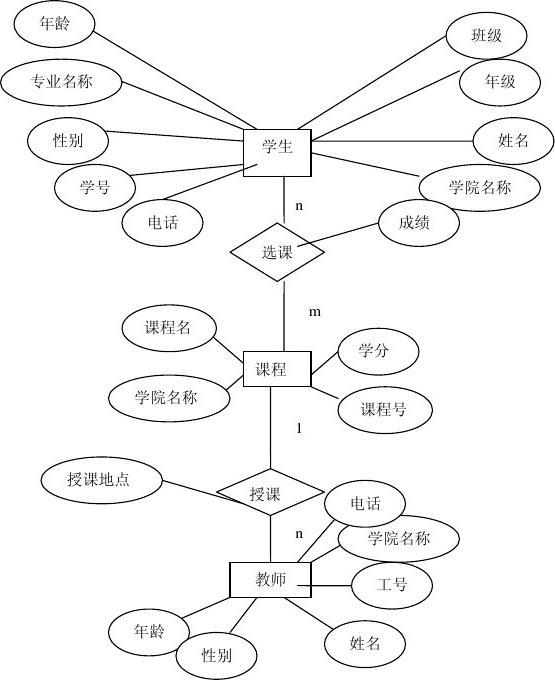 年龄
班级
专业名称
年级
性别
学生
姓名
学号
学院名称
n
电话
成绩
选课
m
课程名
学分
课程
学院名称
课程号
1
授课地点
授课
电话
n
学院名称
教师
工号
年龄
姓名
性别